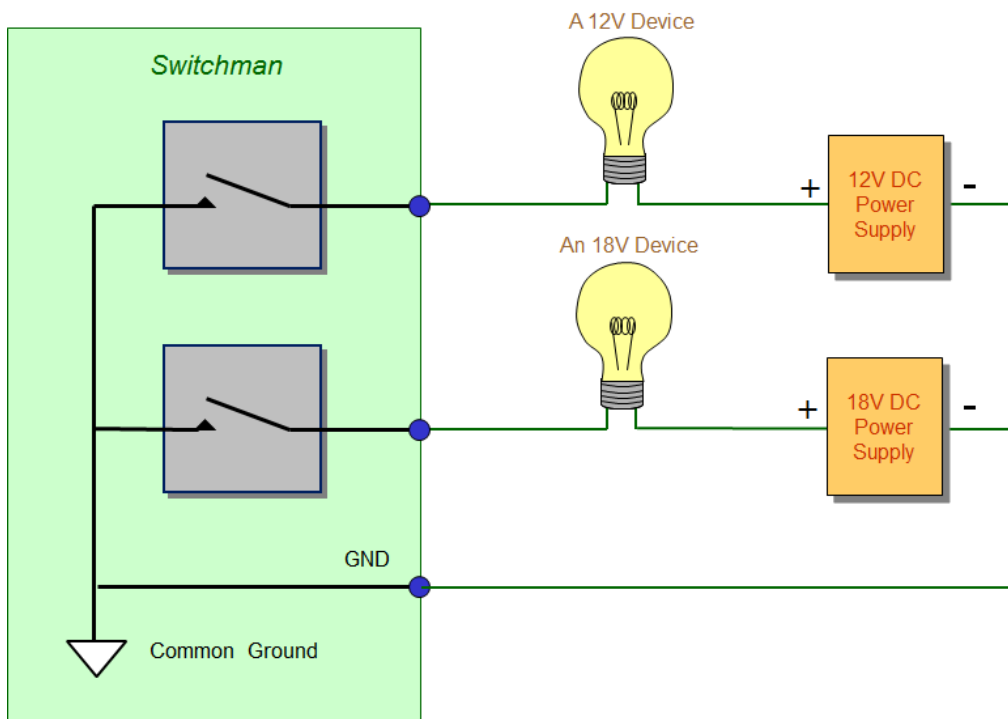 A 12V Device
Switchman
+
12V DC
Power
Supply
-
An 18V Device
+
18V DC
Power
Supply
-
GND
Common Ground